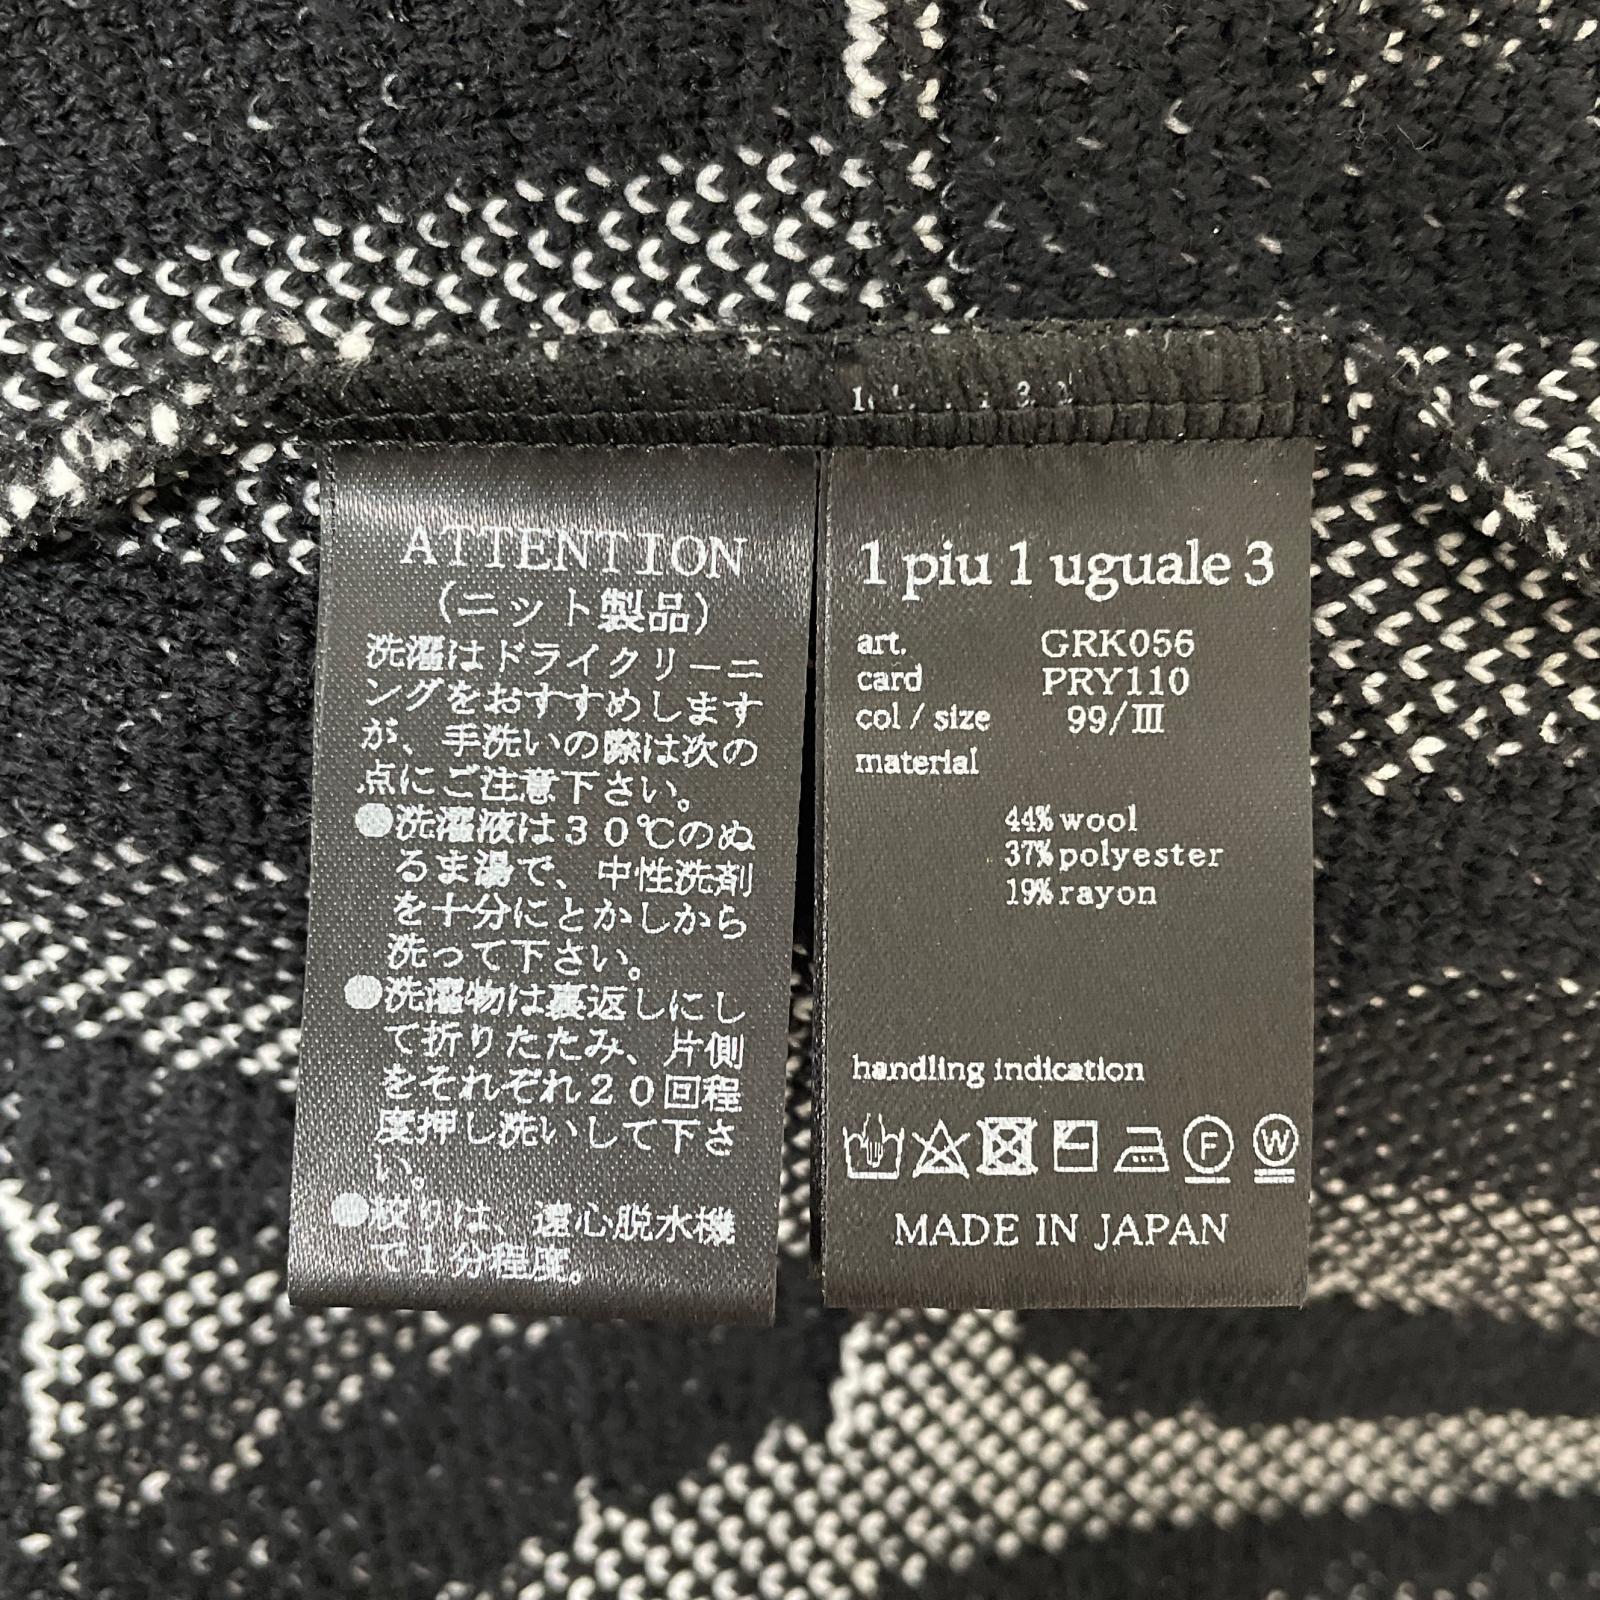 ATTENTION
(ニット製品)
洗濯はドライクリーニ
ングをおすすめします
が、手洗いの際は次の
点にご注意下さい。
●洗濯液は30℃のぬ
るま湯で、中性洗剤
を十分にとかしから
洗って下さい。
●洗濯物は裏返しにし
て折りたたみ、片側
をそれぞれ20回程
度押し洗いして下さ
い。
●絞りは、遠心脱水機
で1分程度。
1 piu 1 uguale 3
art. GRK056
card PRY110
col / size 99/Ⅲ
material
44% wool
37% polyester
19% rayon
handling indication
F W
MADE IN JAPAN